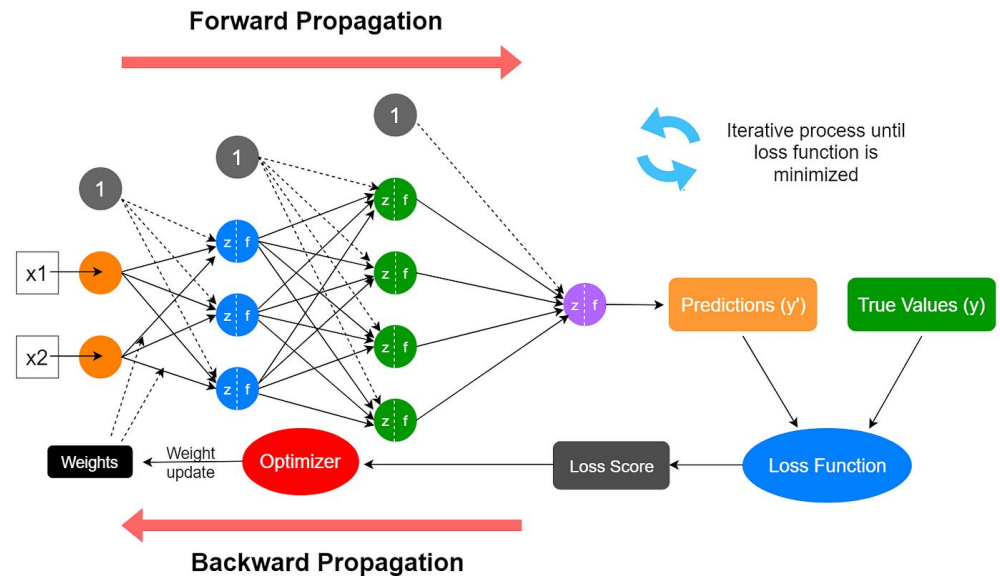 Forward Propagation
1
1
1
Iterative process until
loss function is
minimized
z f
z f
z f
z f
z f
z f
z f
z f
x1
x2
Predictions (y')
True Values (y)
Weights
Weight
update
Optimizer
Loss Score
Loss Function
Backward Propagation